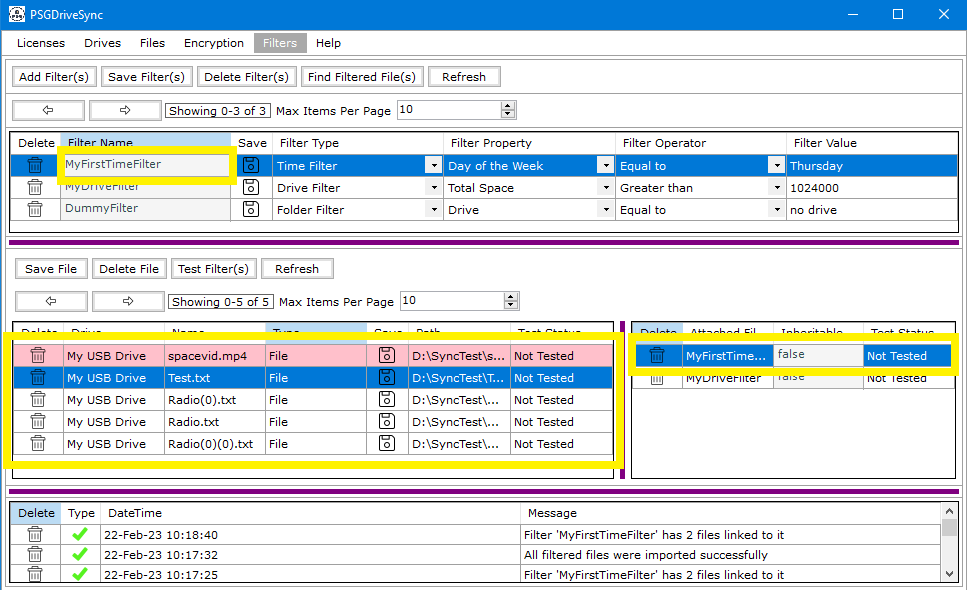 PSGDriveSync
Licenses Drives Files Encryption Filters Help
Add Filter(s) Save Filter(s) Delete Filter(s) Find Filtered File(s) Refresh
Showing 0-3 of 3 Max Items Per Page 10
Delete Filter Name Save Filter Type Filter Property Filter Operator Filter Value
MyFirstTimeFilter Time Filter Day of the Week Equal to Thursday
MyDriveFilter Drive Filter Total Space Greater than 1024000
DummyFilter Folder Filter Drive Equal to no drive
Save File Delete File Test Filter(s) Refresh
Showing 0-5 of 5 Max Items Per Page 10
Delete Drive Name Type Save Path Test Status
My USB Drive spacevid.mp4 File D:\SyncTest\s... Not Tested
My USB Drive Test.txt File D:\SyncTest\T... Not Tested
My USB Drive Radio(0).txt File D:\SyncTest\... Not Tested
My USB Drive Radio.txt File D:\SyncTest\... Not Tested
My USB Drive Radio(0)(0).txt File D:\SyncTest\... Not Tested
Delete Attached Fil... Inheritable Test Status
MyFirstTime... false Not Tested
MyDriveFilter false Not Tested
Delete Type DateTime Message
22-Feb-23 10:18:40 Filter 'MyFirstTimeFilter' has 2 files linked to it
22-Feb-23 10:17:32 All filtered files were imported successfully
22-Feb-23 10:17:25 Filter 'MyFirstTimeFilter' has 2 files linked to it